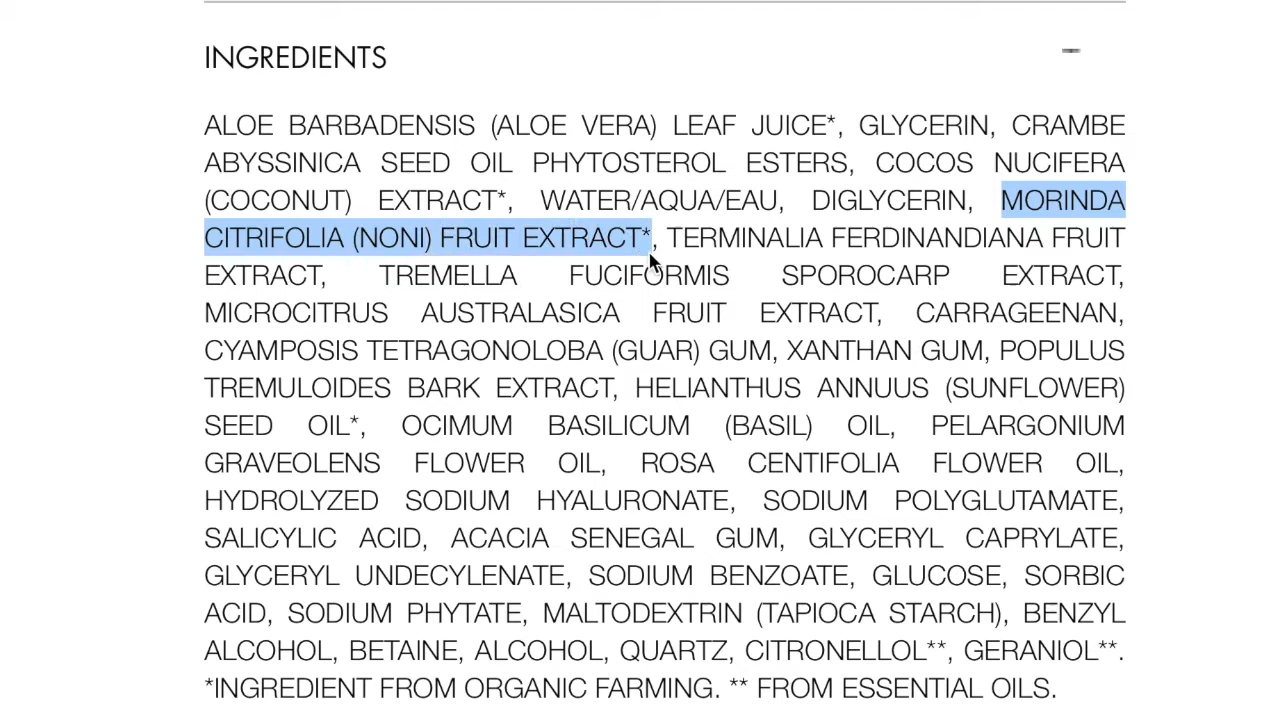 INGREDIENTS
ALOE BARBADENSIS (ALOE VERA) LEAF JUICE*, GLYCERIN, CRAMBE
ABYSSINICA SEED OIL PHYTOSTEROL ESTERS, COCOS NUCIFERA
(COCONUT) EXTRACT*, WATER/AQUA/EAU, DIGLYCERIN, MORINDA
CITRIFOLIA (NONI) FRUIT EXTRACT*, TERMINALIA FERDINANDIANA FRUIT
EXTRACT, TREMELLA FUCIFORMIS SPOROCARP EXTRACT,
MICROCITRUS AUSTRALASICA FRUIT EXTRACT, CARRAGEENAN,
CYAMPOSIS TETRAGONOLOBA (GUAR) GUM, XANTHAN GUM, POPULUS
TREMULOIDES BARK EXTRACT, HELIANTHUS ANNUUS (SUNFLOWER)
SEED OIL*, OCIMUM BASILICUM (BASIL) OIL, PELARGONIUM
GRAVEOLENS FLOWER OIL, ROSA CENTIFOLIA FLOWER OIL,
HYDROLYZED SODIUM HYALURONATE, SODIUM POLYGLUTAMATE,
SALICYLIC ACID, ACACIA SENEGAL GUM, GLYCERYL CAPRYLATE,
GLYCERYL UNDECYLENATE, SODIUM BENZOATE, GLUCOSE, SORBIC
ACID, SODIUM PHYTATE, MALTODEXTRIN (TAPIOCA STARCH), BENZYL
ALCOHOL, BETAINE, ALCOHOL, QUARTZ, CITRONELLOL**, GERANIOL**.
*INGREDIENT FROM ORGANIC FARMING. ** FROM ESSENTIAL OILS.